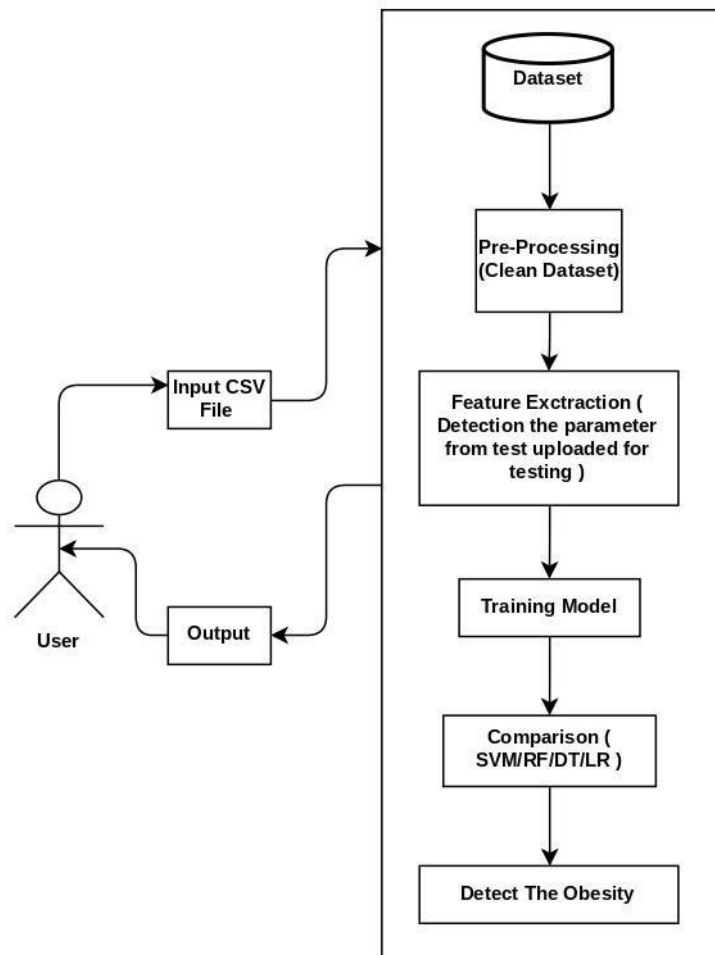 Dataset
Pre-Processing
(Clean Dataset)
Input CSV
File
Feature Exctraction (
Detection the parameter
from test uploaded for
testing )
User
Output
Training Model
Comparison (
SVM/RF/DT/LR )
Detect The Obesity